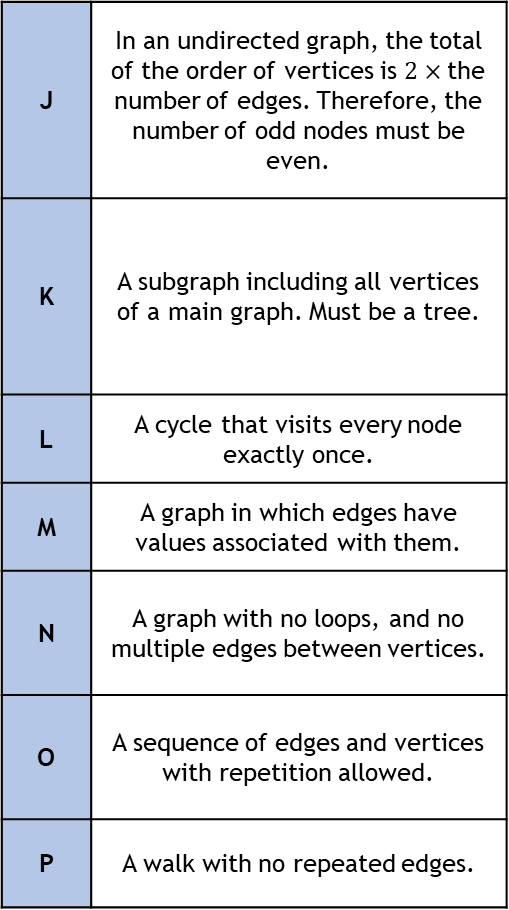 J
In an undirected graph, the total
of the order of vertices is 2 × the
number of edges. Therefore, the
number of odd nodes must be
even.
K
A subgraph including all vertices
of a main graph. Must be a tree.
L
A cycle that visits every node
exactly once.
M
A graph in which edges have
values associated with them.
N
A graph with no loops, and no
multiple edges between vertices.
O
A sequence of edges and vertices
with repetition allowed.
P
A walk with no repeated edges.